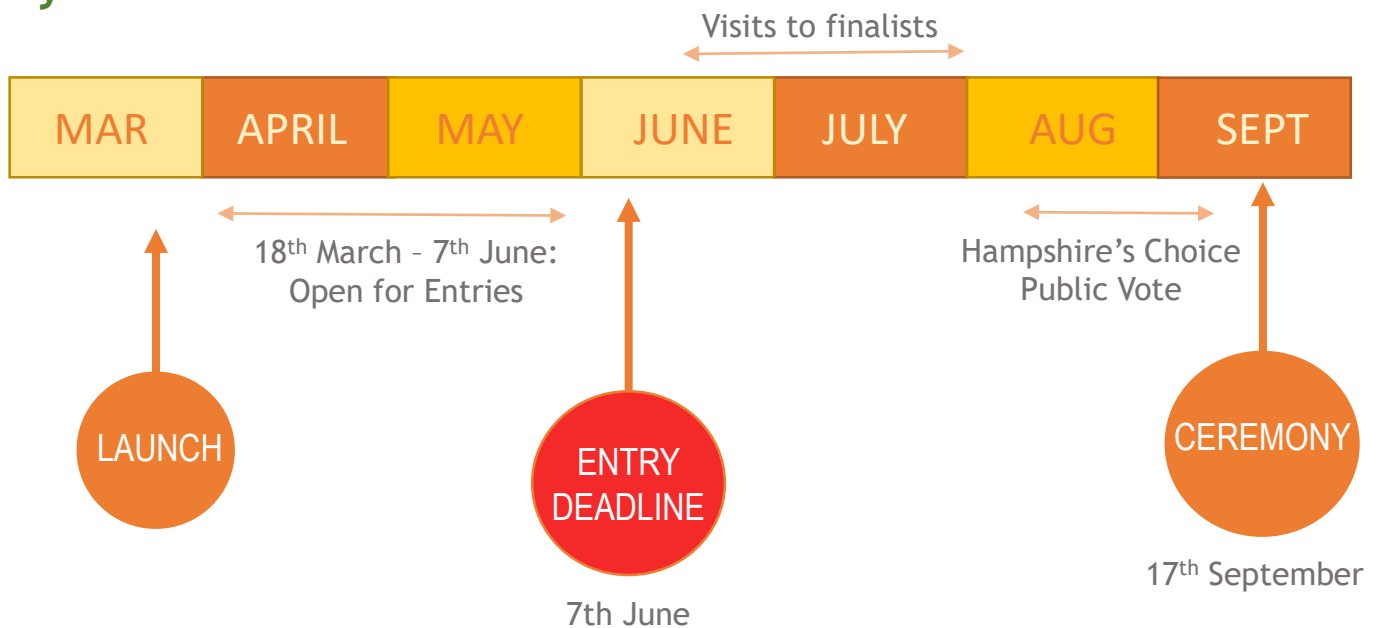 Visits to finalists
MAR APRIL MAY JUNE JULY AUG SEPT
18th March – 7th June:
Open for Entries
Hampshire's Choice
Public Vote
LAUNCH
ENTRY
DEADLINE
CEREMONY
7th June
17th September